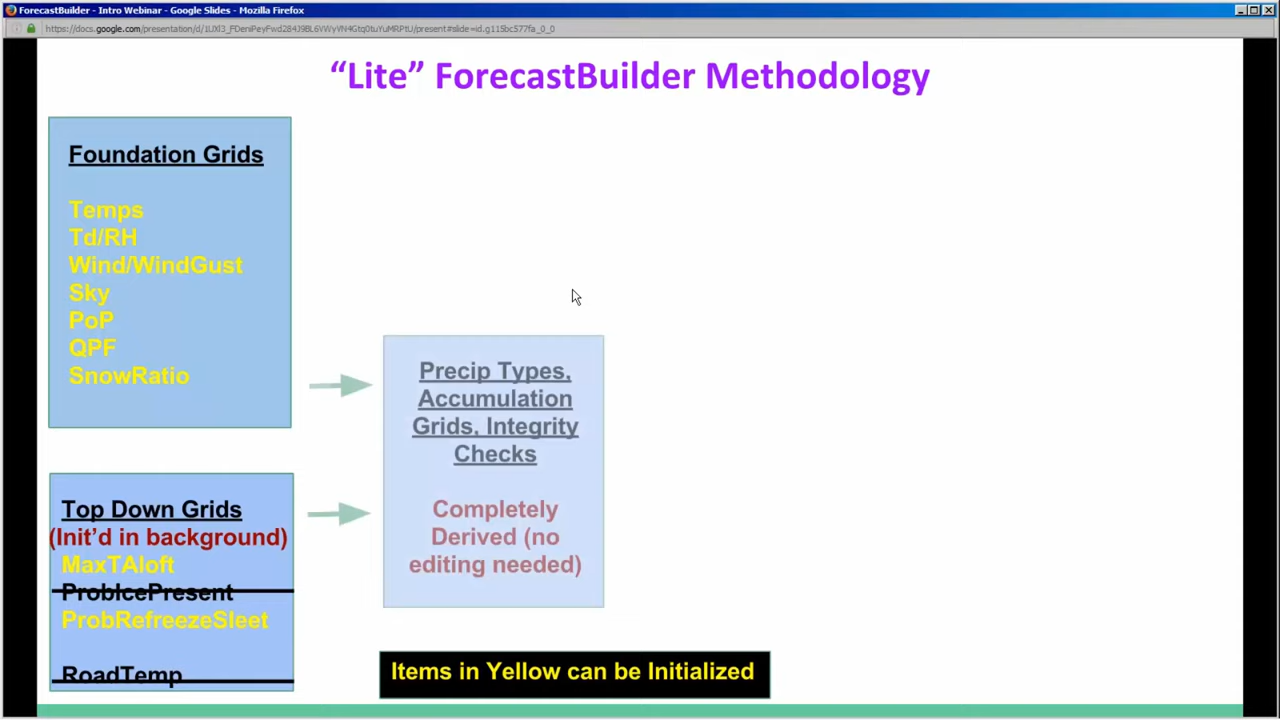 ForecastBuilder - Intro Webinar - Google Slides - Mozilla Firefox
“Lite” ForecastBuilder Methodology
Foundation Grids
Temps
Td/RH
Wind/WindGust
Sky
PoP
QPF
SnowRatio
Top Down Grids
(Init’d in background)
MaxTAloft
ProbIcePresent
ProbRefreezeSleet
RoadTemp
Precip Types,
Accumulation
Grids, Integrity
Checks
Completely
Derived (no
editing needed)
Items in Yellow can be Initialized